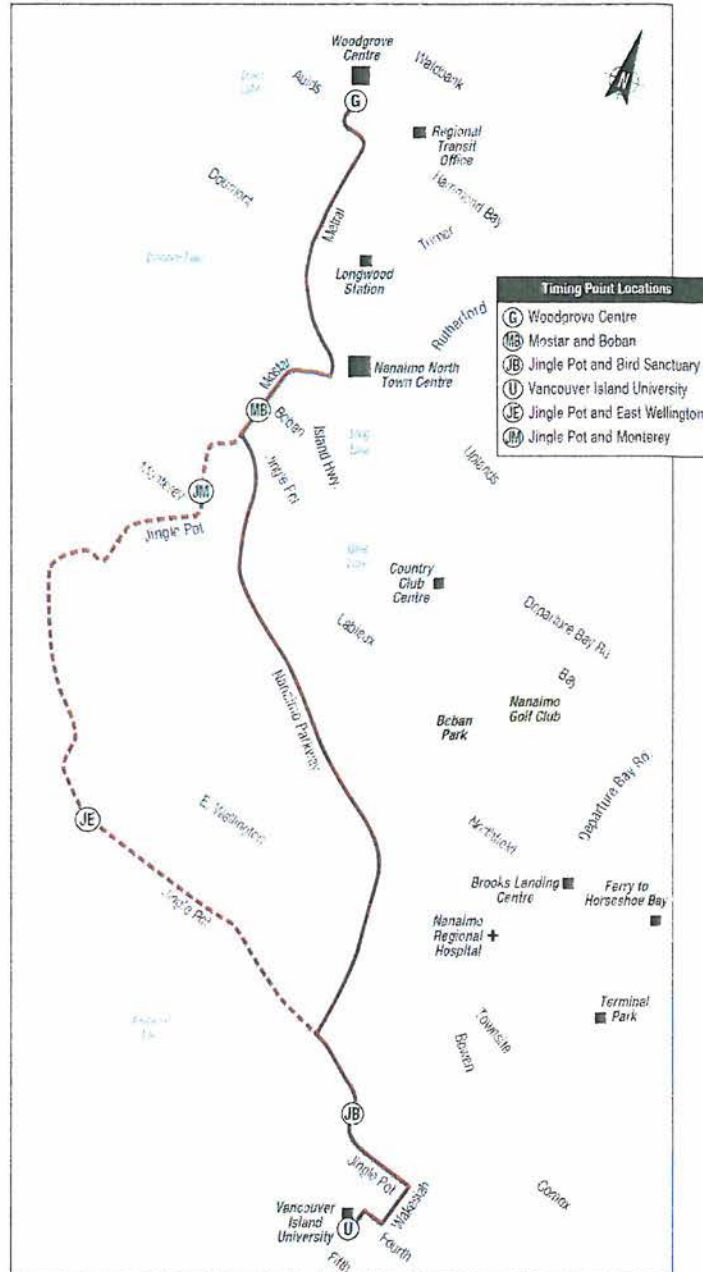 Woodgrove
Centre
Waldbank
Aulds
G
N
Regional
Transit
Office
Doumont
Hammond Bay
Metral
Turner
Longwood
Station
Rutherford
Timing Point Locations
G Woodgrove Centre
MB Mostar and Boban
JB Jingle Pot and Bird Sanctuary
U Vancouver Island University
JE Jingle Pot and East Wellington
JM Jingle Pot and Monterey
Mostar
Nanaimo North
Town Centre
MB
Boban
Island Hwy.
Long
Lake
Jingle Pot
Uplands
Monterey
JM
Jingle Pot
Country
Club
Centre
Labieux
Departure Bay Rd
Bay
Nanaimo
Golf Club
Beban
Park
Nanaimo Parkway
E. Wellington
Northfield
Departure Bay Rd.
JE
Jingle Pot
Brooks Landing
Centre
Ferry to
Horseshoe Bay
Nanaimo
Regional
Hospital
Terminal
Park
Townsite
Bowen
JB
Jingle Pot
Wakesiah
Comox
Vancouver
Island
University
U
Fourth
Fifth